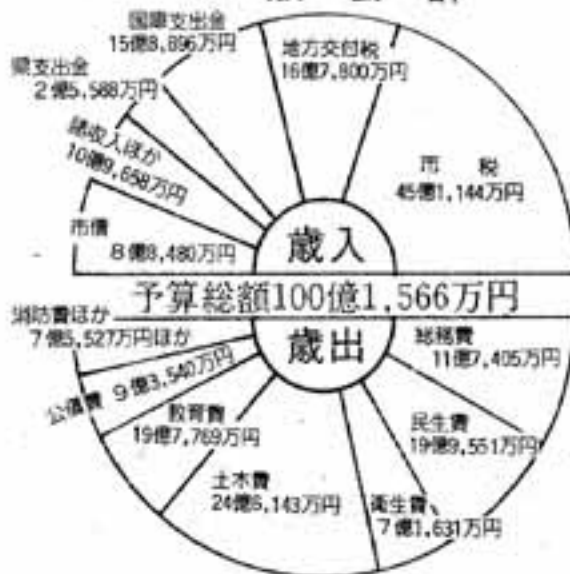 国庫支出金
15億8,896万円
地方交付税
16億7,800万円
県支出金
2億5,588万円
諸収入ほか
10億9,658万円
市税
45億1,144万円
市債
8億8,480万円
歳入
予算総額100億1,566万円
歳出
消防費ほか
7億5,527万円ほか
総務費
11億7,405万円
公債費 9億3,540万円
教育費
19億7,769万円
民生費
19億9,551万円
土木費
24億6,143万円
衛生費
7億1,631万円